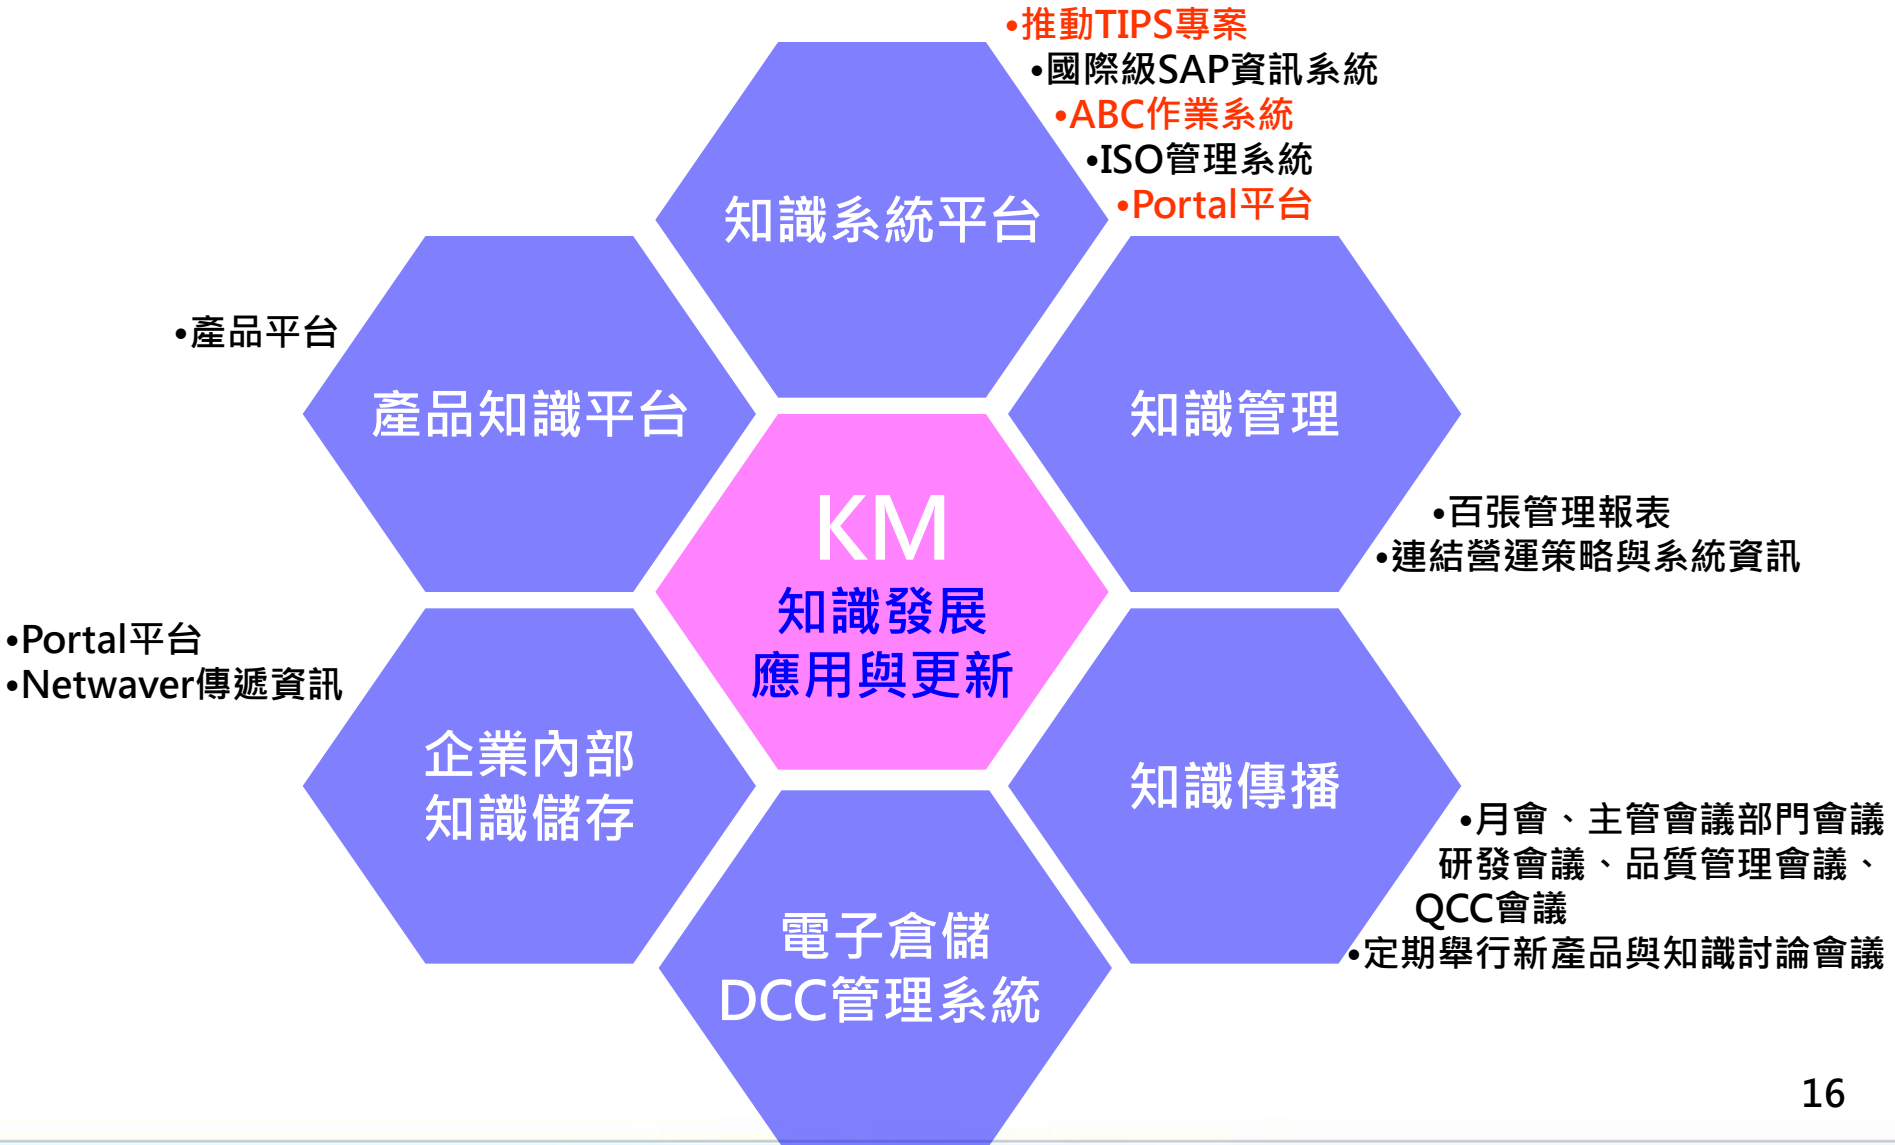 •推動TIPS專案
•國際級SAP資訊系統
•ABC作業系統
•ISO管理系統
•Portal平台
知識系統平台
•產品平台
產品知識平台
知識管理
•百張管理報表
•連結營運策略與系統資訊
KM
知識發展
應用與更新
•Portal平台
•Netwaver傳遞資訊
企業內部
知識儲存
知識傳播
•月會、主管會議部門會議
研發會議、品質管理會議、
QCC會議
•定期舉行新產品與知識討論會議
電子倉儲
DCC管理系統
16